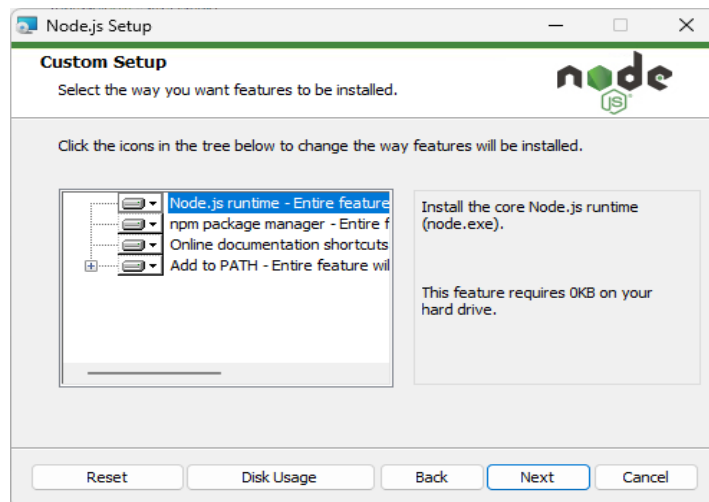 Node.js Setup
Custom Setup
Select the way you want features to be installed.
node
JS
Click the icons in the tree below to change the way features will be installed.
Node.js runtime - Entire feature
npm package manager - Entire f
Online documentation shortcuts
Add to PATH - Entire feature wil
Install the core Node.js runtime
(node.exe).
This feature requires 0KB on your
hard drive.
Reset
Disk Usage
Back
Next
Cancel